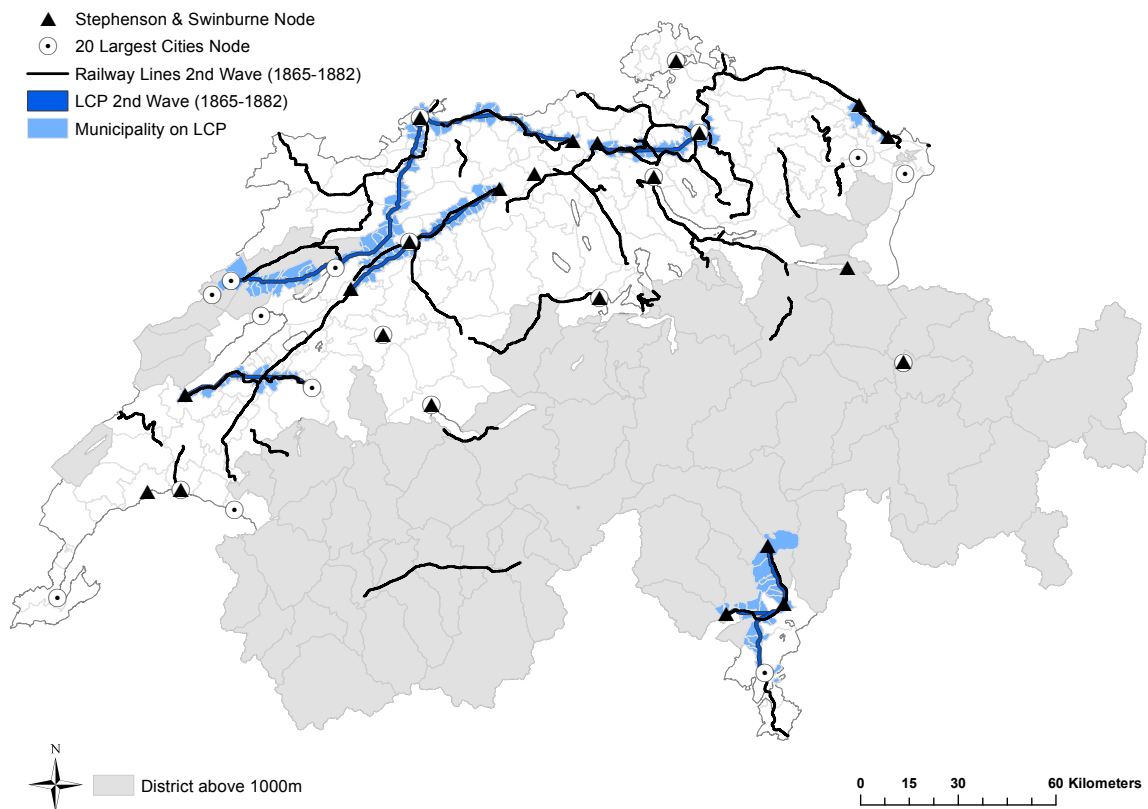 Stephenson & Swinburne Node
20 Largest Cities Node
Railway Lines 2nd Wave (1865-1882)
LCP 2nd Wave (1865-1882)
Municipality on LCP
N
District above 1000m
0 15 30 60 Kilometers